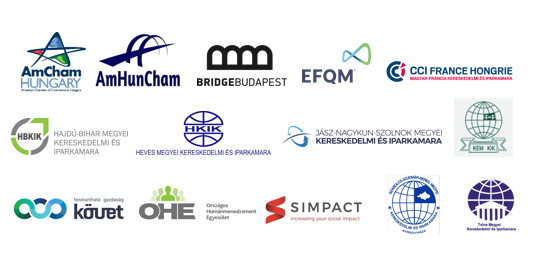 AmCham
HUNGARY
American Chamber of Commerce in Hungary
AmHunCham
BRIDGEBUDAPEST
EFQM
CCI FRANCE HONGRIE
MAGYAR-FRANCIA KERESKEDELMI ÉS IPARKAMARA
HBKIK
HAJDÚ-BIHAR MEGYEI
KERESKEDELMI ÉS
IPARKAMARA
HKIK
HEVES MEGYEI KERESKEDELMI ÉS IPARKAMARA
JÁSZ-NAGYKUN-SZOLNOK MEGYEI
KERESKEDELMI ÉS IPARKAMARA
KEM KIK
fenntartható gazdaság
követ
OHE
Országos
Humánmenedzsment
Egyesület
SIMPACT
increasing your social impact
Tolna Megyei
Kereskedelmi és Iparkamara